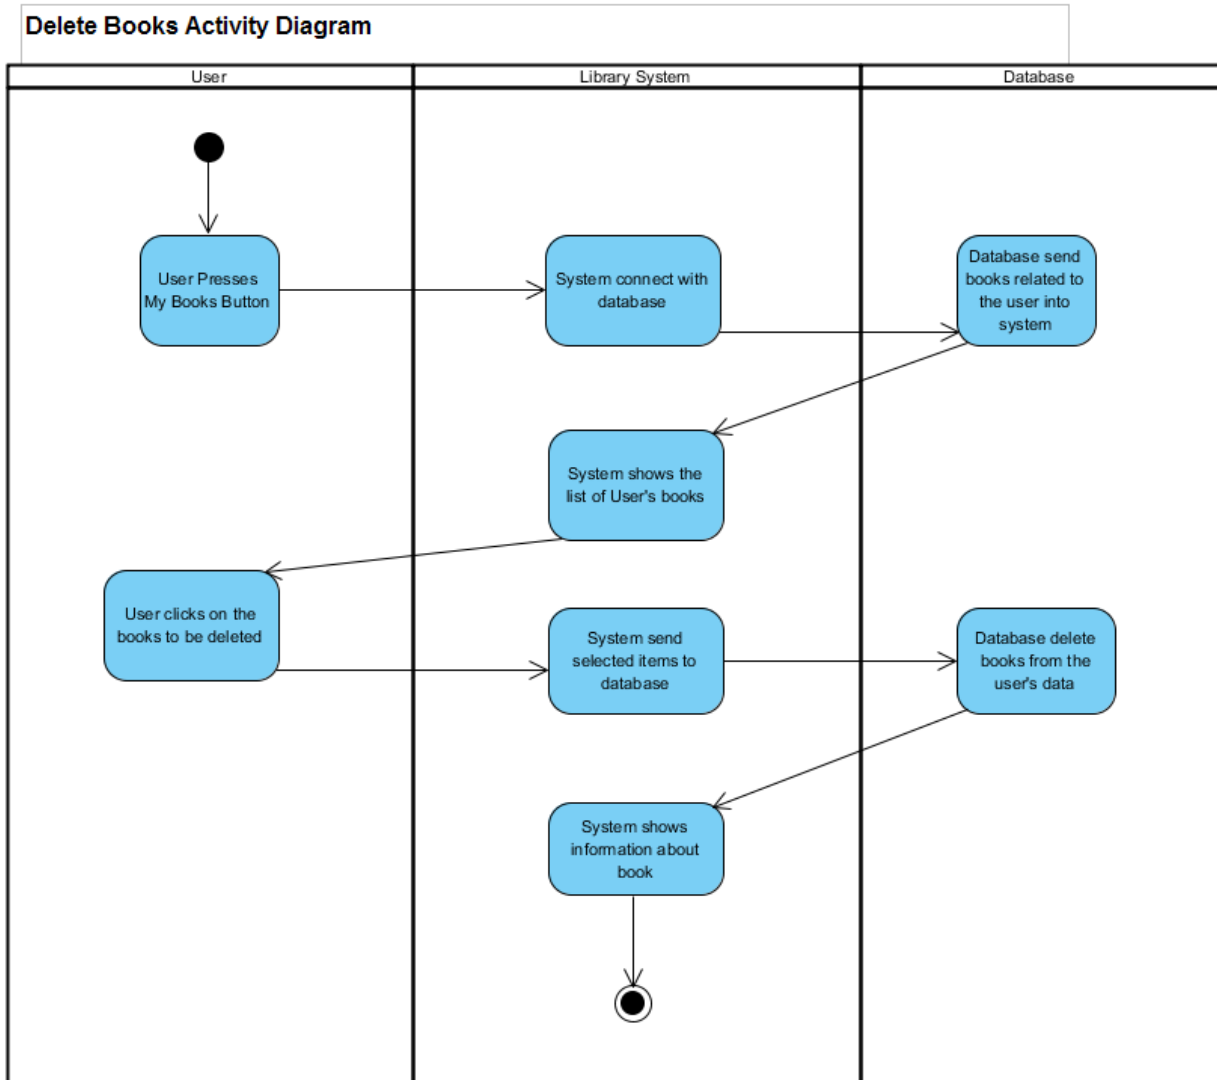 Delete Books Activity Diagram
User
Library System
Database
User Presses
My Books Button
System connect with
database
Database send
books related to
the user into
system
System shows the
list of User's books
User clicks on the
books to be deleted
System send
selected items to
database
Database delete
books from the
user's data
System shows
information about
book